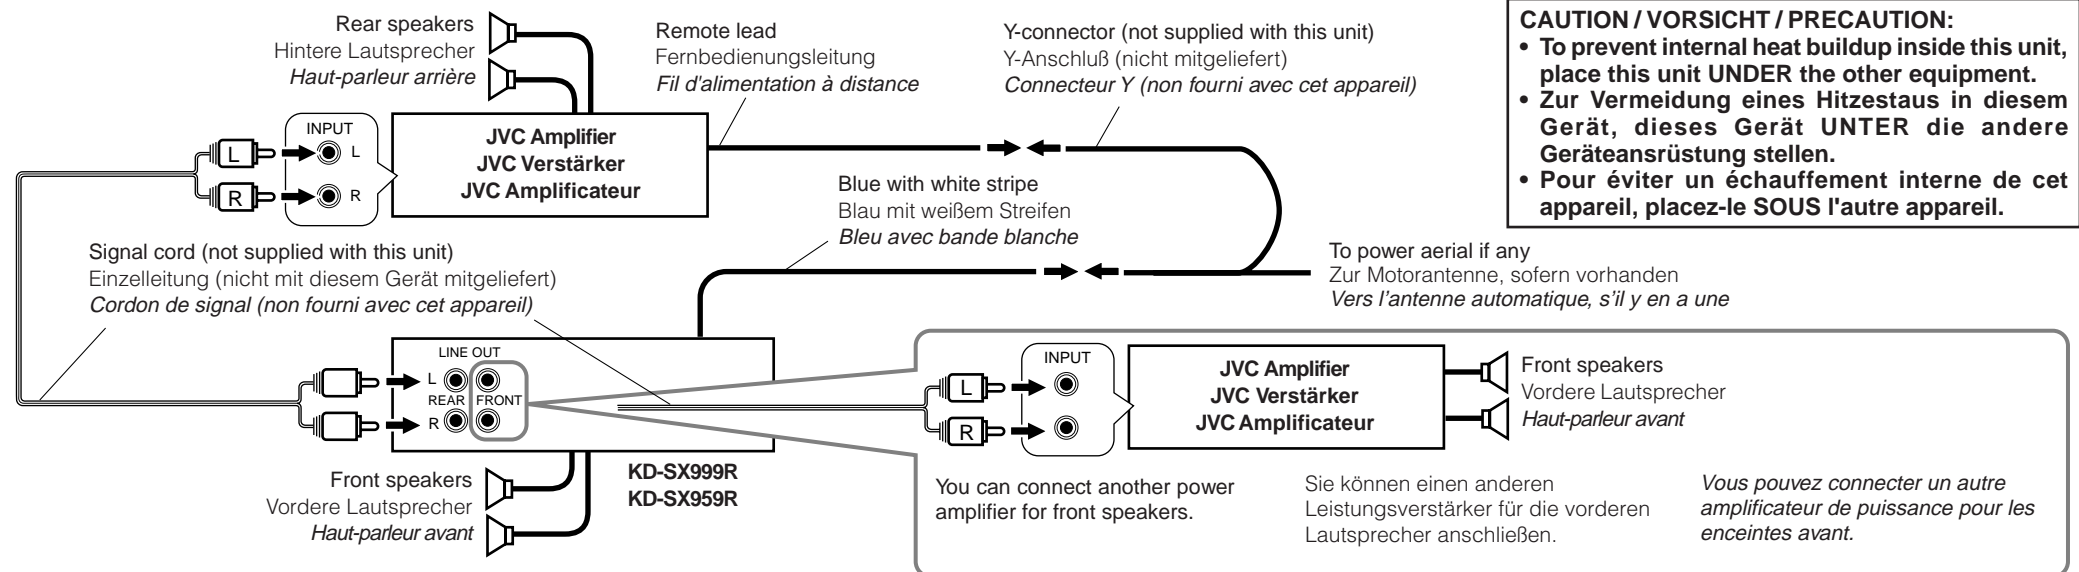 Rear speakers
Hintere Lautsprecher
Haut-parleur arrière
Remote lead
Fernbedienungsleitung
Fil d'alimentation à distance
Y-connector (not supplied with this unit)
Y-Anschluß (nicht mitgeliefert)
Connecteur Y (non fourni avec cet appareil)
CAUTION / VORSICHT / PRECAUTION:
• To prevent internal heat buildup inside this unit,
place this unit UNDER the other equipment.
• Zur Vermeidung eines Hitzestaus in diesem
Gerät, dieses Gerät UNTER die andere
Geräteansrüstung stellen.
• Pour éviter un échauffement interne de cet
appareil, placez-le SOUS l'autre appareil.
L
R
INPUT
L
R
JVC Amplifier
JVC Verstärker
JVC Amplificateur
Blue with white stripe
Blau mit weißem Streifen
Bleu avec bande blanche
Signal cord (not supplied with this unit)
Einzelleitung (nicht mit diesem Gerät mitgeliefert)
Cordon de signal (non fourni avec cet appareil)
To power aerial if any
Zur Motorantenne, sofern vorhanden
Vers l'antenne automatique, s'il y en a une
LINE OUT
L
REAR FRONT
R
KD-SX999R
KD-SX959R
Front speakers
Vordere Lautsprecher
Haut-parleur avant
L
R
INPUT
JVC Amplifier
JVC Verstärker
JVC Amplificateur
Front speakers
Vordere Lautsprecher
Haut-parleur avant
You can connect another power
amplifier for front speakers.
Sie können einen anderen
Leistungsverstärker für die vorderen
Lautsprecher anschließen.
Vous pouvez connecter un autre
amplificateur de puissance pour les
enceintes avant.